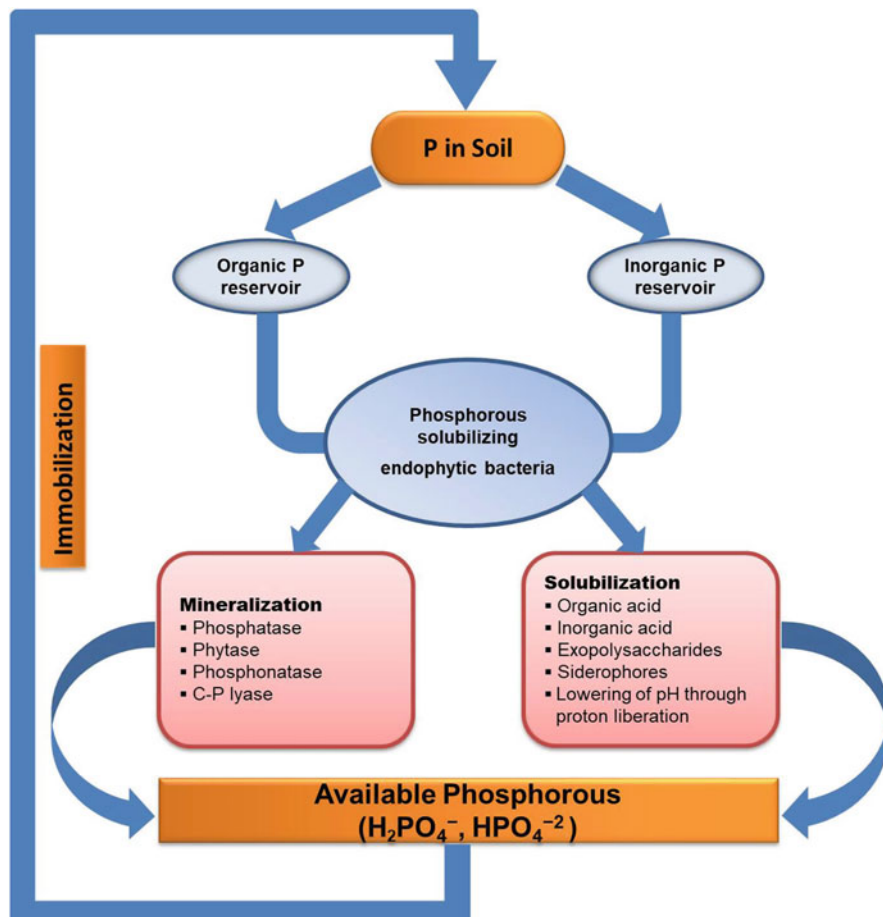 P in Soil
Organic P
reservoir
Inorganic P
reservoir
Immobilization
Phosphorous
solubilizing
endophytic bacteria
Mineralization
▪ Phosphatase
▪ Phytase
▪ Phosphonatase
▪ C-P lyase
Solubilization
▪ Organic acid
▪ Inorganic acid
▪ Exopolysaccharides
▪ Siderophores
▪ Lowering of pH through
proton liberation
Available Phosphorous
(H₂PO₄⁻, HPO₄⁻²)